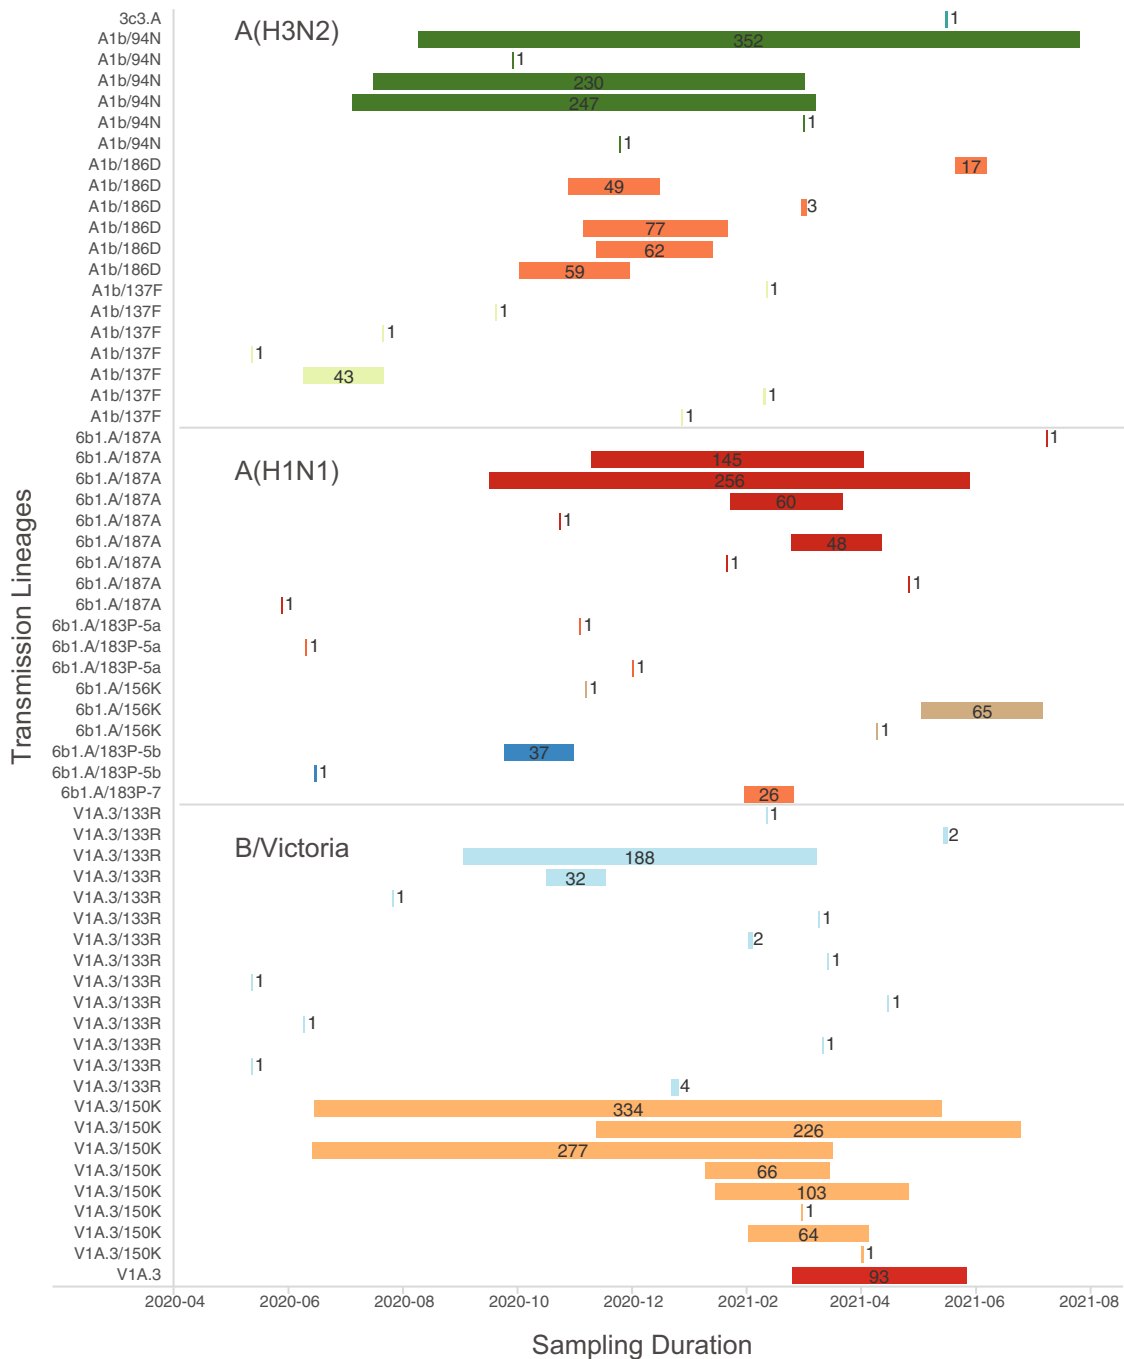 A(H3N2)
3c3.A 1
A1b/94N 352
A1b/94N 1
A1b/94N 230
A1b/94N 247
A1b/94N 1
A1b/94N 1
A1b/186D 17
A1b/186D 49
A1b/186D 3
A1b/186D 77
A1b/186D 62
A1b/186D 59
A1b/137F 1
A1b/137F 1
A1b/137F 1
A1b/137F 1
A1b/137F 43
A1b/137F 1
A1b/137F 1
A(H1N1)
6b1.A/187A 1
6b1.A/187A 145
6b1.A/187A 256
6b1.A/187A 60
6b1.A/187A 1
6b1.A/187A 48
6b1.A/187A 1
6b1.A/187A 1
6b1.A/187A 1
6b1.A/183P-5a 1
6b1.A/183P-5a 1
6b1.A/183P-5a 1
6b1.A/156K 1
6b1.A/156K 65
6b1.A/156K 1
6b1.A/183P-5b 37
6b1.A/183P-5b 1
6b1.A/183P-7 26
B/Victoria
V1A.3/133R 1
V1A.3/133R 2
V1A.3/133R 188
V1A.3/133R 32
V1A.3/133R 1
V1A.3/133R 1
V1A.3/133R 2
V1A.3/133R 1
V1A.3/133R 1
V1A.3/133R 1
V1A.3/133R 1
V1A.3/133R 1
V1A.3/133R 1
V1A.3/133R 4
V1A.3/150K 334
V1A.3/150K 226
V1A.3/150K 277
V1A.3/150K 66
V1A.3/150K 103
V1A.3/150K 1
V1A.3/150K 64
V1A.3/150K 1
V1A.3 93
Transmission Lineages
2020-04 2020-06 2020-08 2020-10 2020-12 2021-02 2021-04 2021-06 2021-08
Sampling Duration